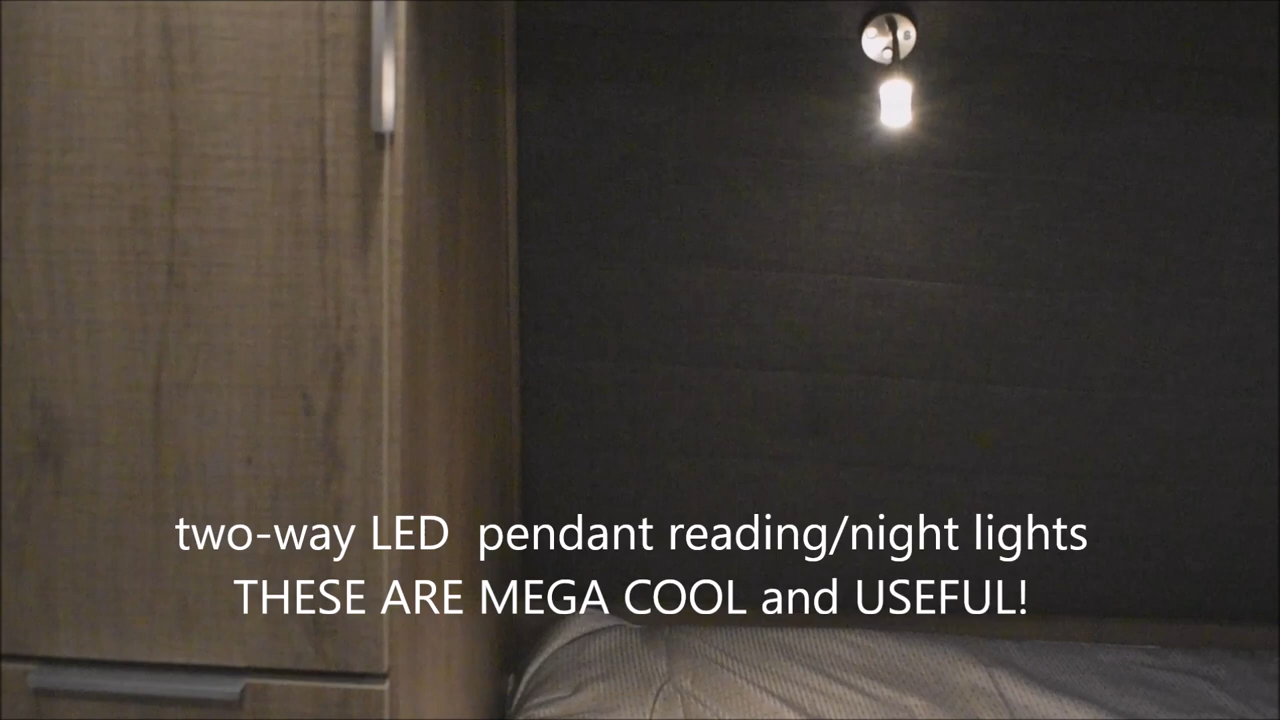 two-way LED  pendant reading/night lights
THESE ARE MEGA COOL and USEFUL!